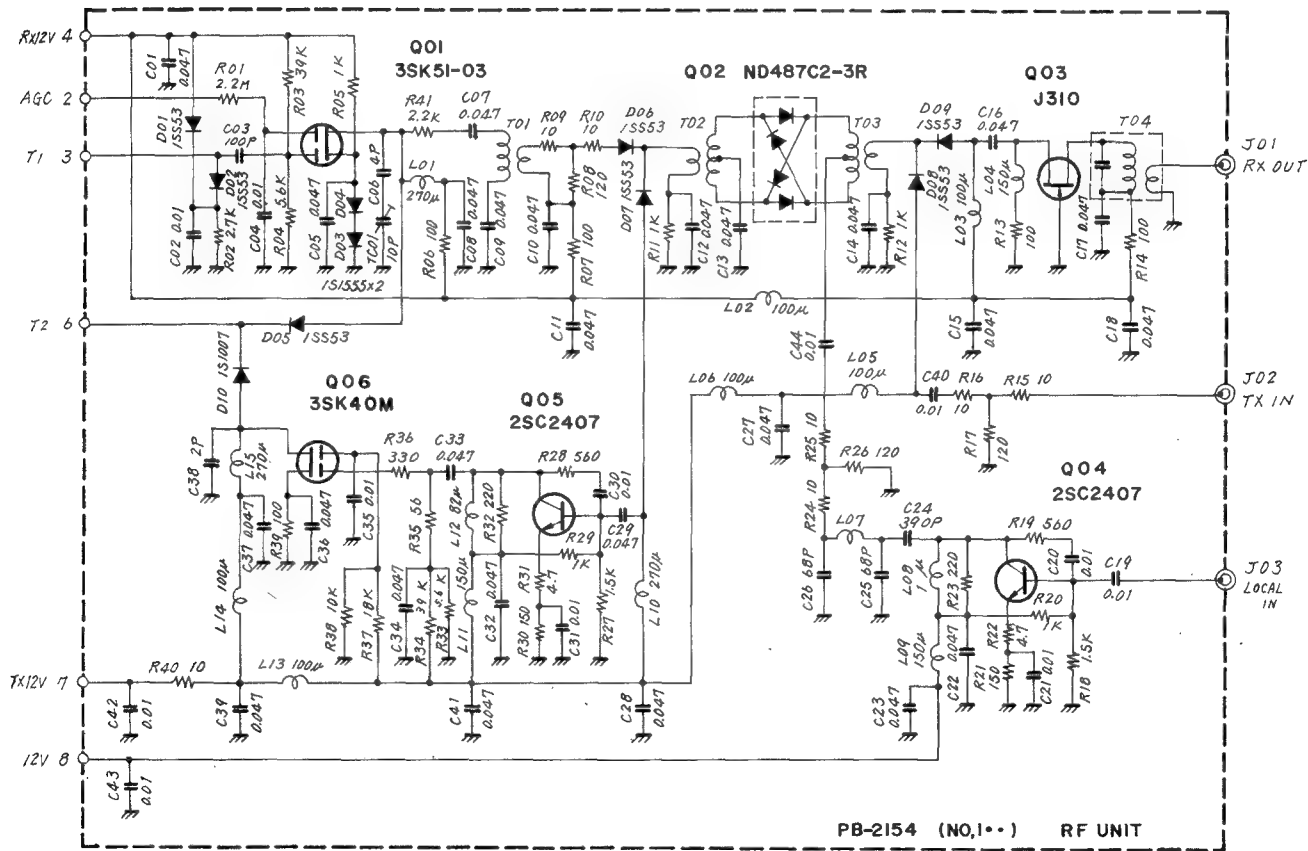 RX12V 4
AGC 2
T1 3
T2 6
TX12V 7
12V 8
C01 0.047
R01 2.2M
D01 1SS53
C03 100P
D02 1SS53
C02 0.01
R02 2.7K
C04 0.01
R03 39K
R04 5.6K
R05 1K
Q01
3SK51-03
C05 0.047
D04
D03
1S1555X2
C06 4P
TC01 10P
R41 2.2K
C07 0.047
L01 270μ
R06 100
C08 0.047
C09 0.047
T01
R09 10
R10 10
R08 120
C10 0.047
R07 100
C11 0.047
D06 1SS53
D07 1SS53
Q02 ND487C2-3R
T02
T03
R11 1K
C12 0.047
C13 0.047
C14 0.047
R12 1K
D09 1SS53
D08 1SS53
C16 0.047
L03 100μ
L04 150μ
R13 100
Q03
J310
T04
C17 0.047
R14 100
J01
RX OUT
L02 100μ
C15 0.047
C18 0.047
D05 1SS53
D10 1S1007
Q06
3SK40M
Q05
2SC2407
L06 100μ
C44 0.01
L05 100μ
C27 0.047
C40 0.01
R16 10
R15 10
R17 120
J02
TX IN
C38 2P
L15 270μ
C37 0.047
R39 100
C36 0.047
C35 0.01
R36 330
C33 0.047
R35 56
L12 82μ
R32 220
R28 560
C30 0.01
C29 0.047
R29 1K
R25 10
R26 120
R24 10
L07
C24 390P
C26 68P
C25 68P
L08 1μ
R23 220
Q04
2SC2407
R19 560
C20 0.01
C19 0.01
J03
LOCAL IN
R20 1K
L14 100μ
R38 10K
R37 18K
C34 0.047
R34 39K
R33 5.6K
L11 150μ
C32 0.047
R31 4.7
R30 150
C31 0.01
R27 1.5K
L10 270μ
L09 150μ
C22 0.047
R22 4.7
R21 150
C21 0.01
R18 1.5K
C23 0.047
R40 10
L13 100μ
C42 0.01
C39 0.047
C41 0.047
C28 0.047
C43 0.01
PB-2154 (NO,1••) RF UNIT